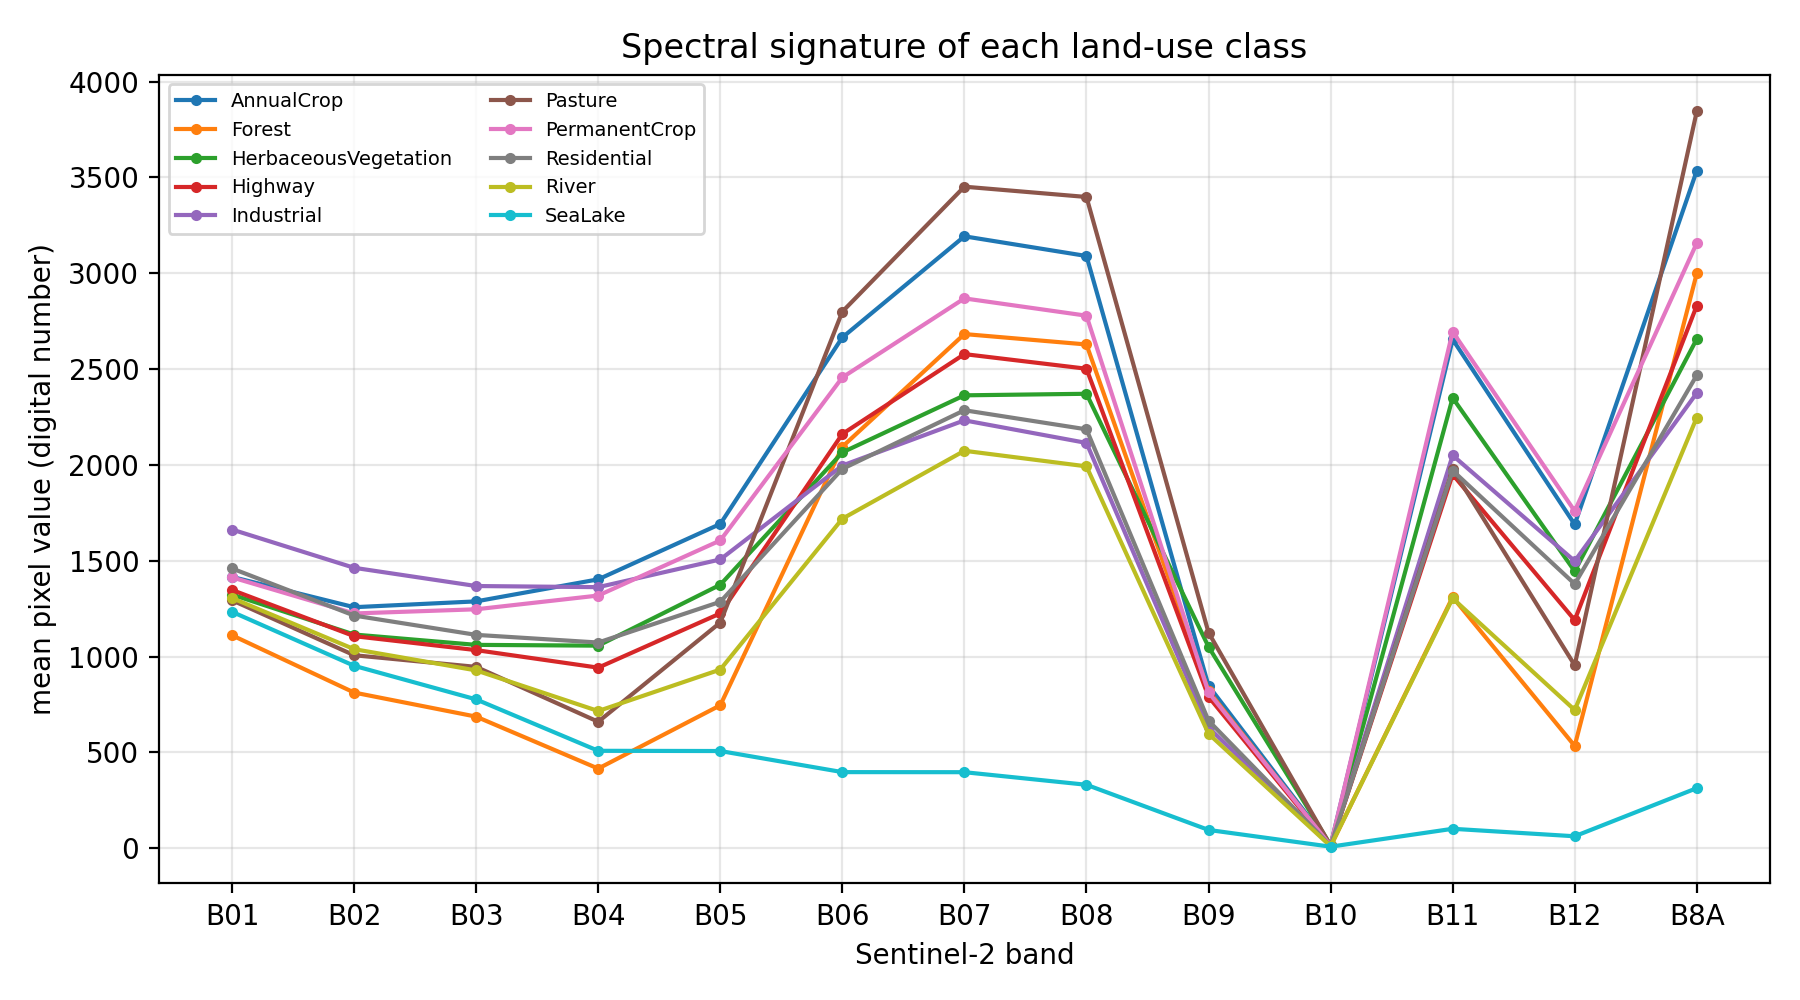 Spectral signature of each land-use class
AnnualCrop
Forest
HerbaceousVegetation
Highway
Industrial
Pasture
PermanentCrop
Residential
River
SeaLake
mean pixel value (digital number)
4000
3500
3000
2500
2000
1500
1000
500
0
B01 B02 B03 B04 B05 B06 B07 B08 B09 B10 B11 B12 B8A
Sentinel-2 band